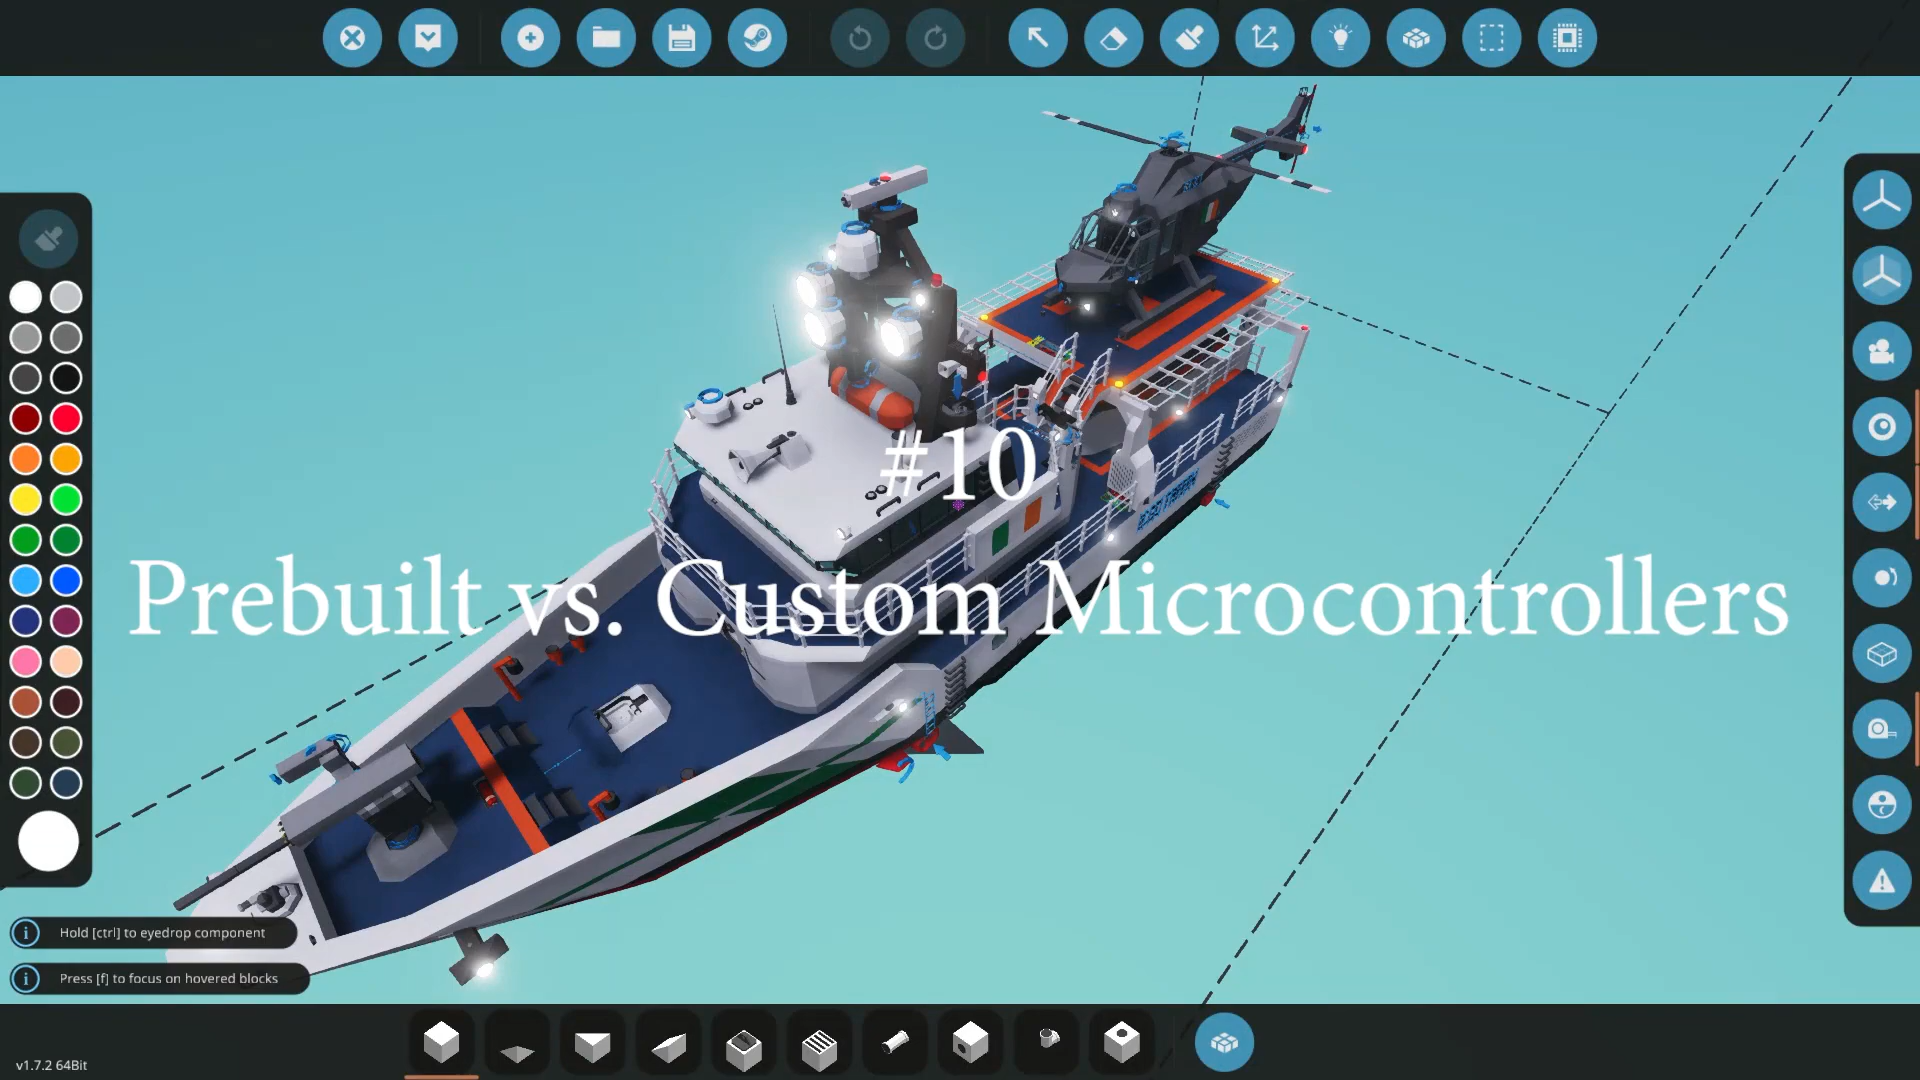 #10
Prebuilt vs. Custom Microcontrollers
Hold [ctrl] to eyedrop component
Press [f] to focus on hovered blocks
v1.7.2 64Bit